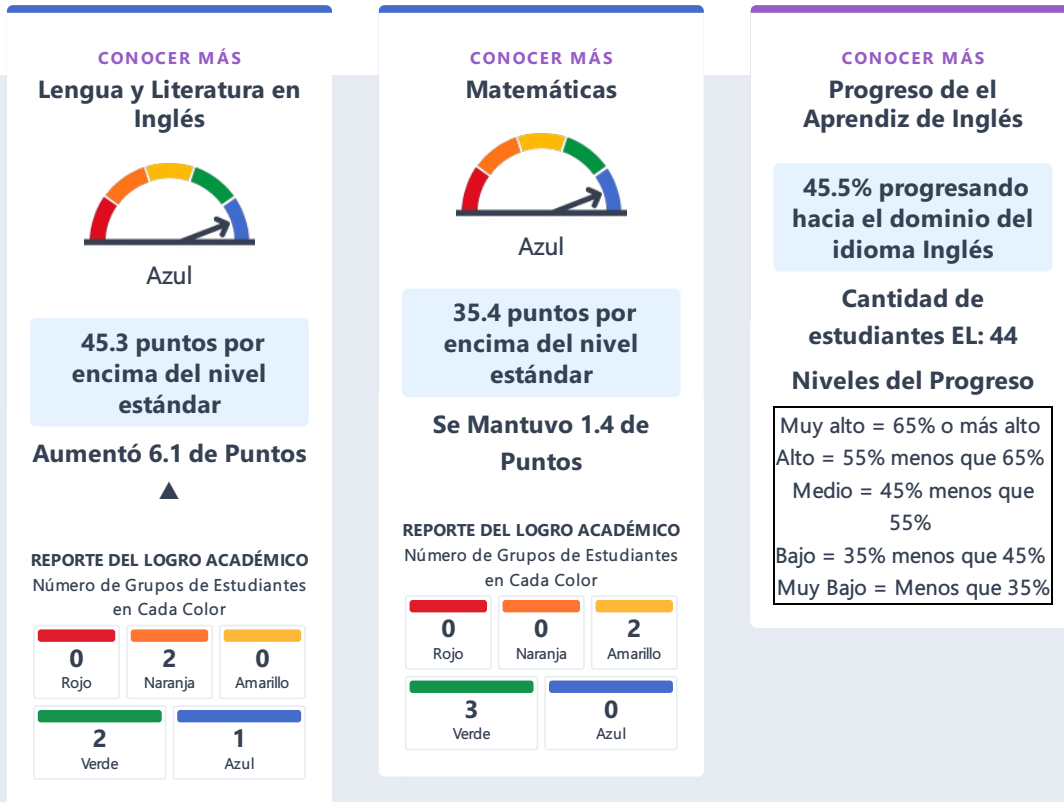 CONOCER MÁS
Lengua y Literatura en
Inglés
Azul
45.3 puntos por
encima del nivel
estándar
Aumentó 6.1 de Puntos
▲
REPORTE DEL LOGRO ACADÉMICO
Número de Grupos de Estudiantes
en Cada Color
0
Rojo
2
Naranja
0
Amarillo
2
Verde
1
Azul
CONOCER MÁS
Matemáticas
Azul
35.4 puntos por
encima del nivel
estándar
Se Mantuvo 1.4 de
Puntos
REPORTE DEL LOGRO ACADÉMICO
Número de Grupos de Estudiantes
en Cada Color
0
Rojo
0
Naranja
2
Amarillo
3
Verde
0
Azul
CONOCER MÁS
Progreso de el
Aprendiz de Inglés
45.5% progresando
hacia el dominio del
idioma Inglés
Cantidad de
estudiantes EL: 44
Niveles del Progreso
Muy alto = 65% o más alto
Alto = 55% menos que 65%
Medio = 45% menos que
55%
Bajo = 35% menos que 45%
Muy Bajo = Menos que 35%